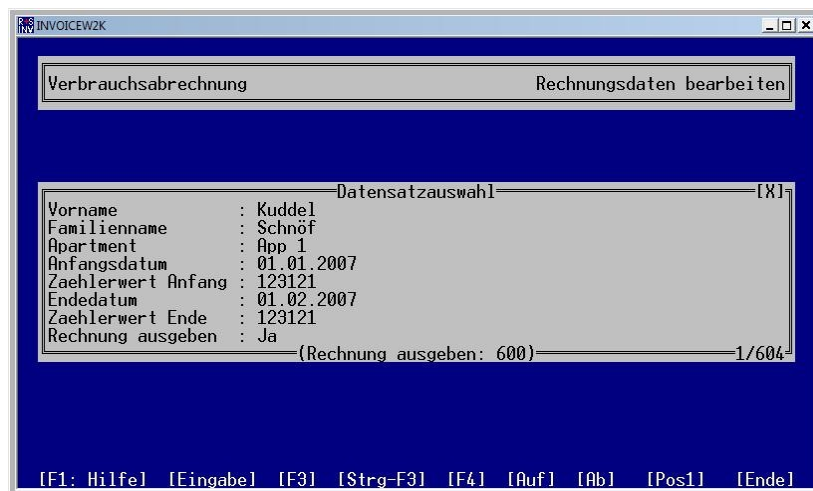 RS INV INVOICEW2K
Verbrauchsabrechnung Rechnungsdaten bearbeiten
Datensatzauswahl [X]
Vorname : Kuddel
Familienname : Schnöf
Apartment : App 1
Anfangsdatum : 01.01.2007
Zaehlerwert Anfang : 123121
Endedatum : 01.02.2007
Zaehlerwert Ende : 123121
Rechnung ausgeben : Ja
(Rechnung ausgeben: 600) 1/604
[F1: Hilfe] [Eingabe] [F3] [Strg-F3] [F4] [Auf] [Ab] [Pos1] [Ende]